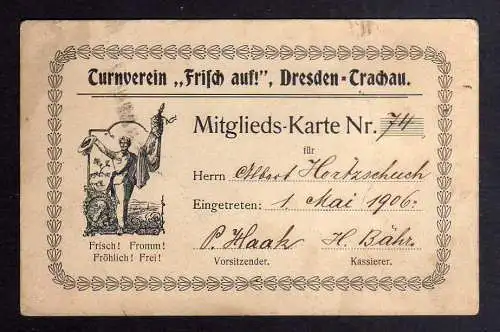 Turnverein „Frisch auf!", Dresden-Trachau.
Mitglieds-Karte Nr. 74
für
Herrn Albert Hertzschuch
Eingetreten: 1. Mai 1906.
P. Haak H. Bähr.
Vorsitzender. Kassierer.
Frisch! Fromm!
Fröhlich! Frei!